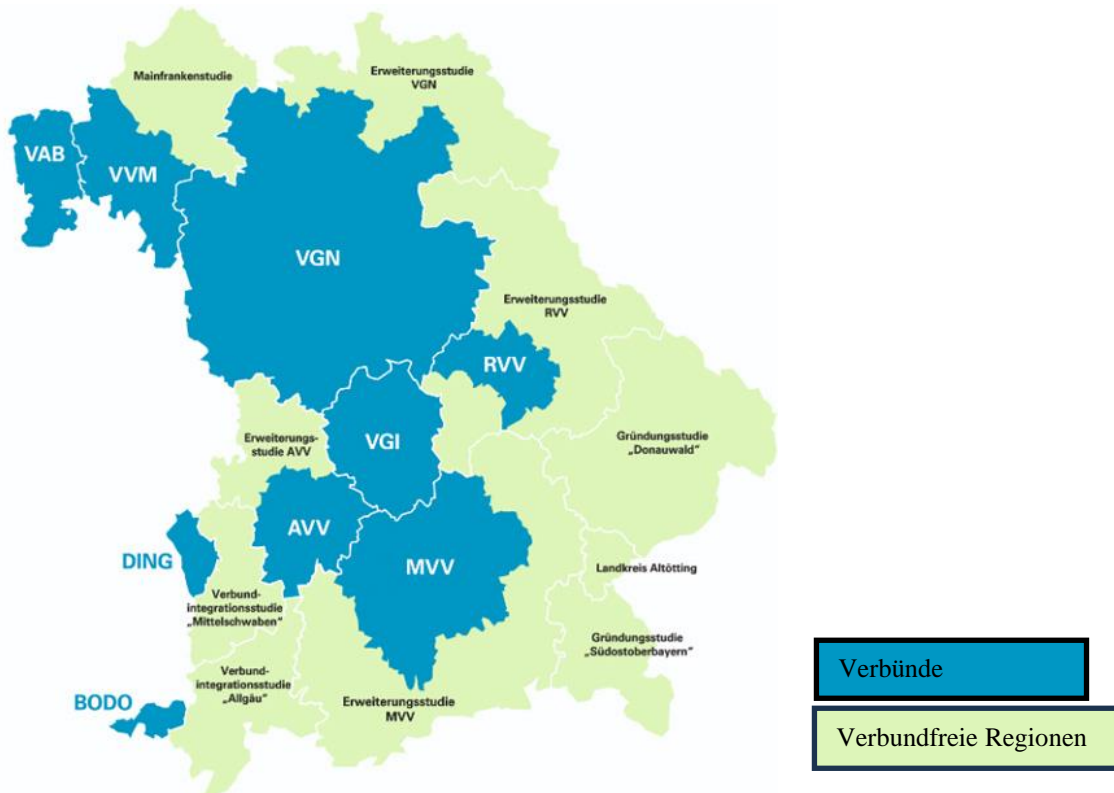 Mainfrankenstudie
Erweiterungsstudie
VGN
VAB
VVM
VGN
Erweiterungsstudie
RVV
RVV
Erweiterungs-
studie AVV
VGI
Gründungsstudie
„Donauwald“
AVV
DING
MVV
Landkreis Altötting
Verbund-
integrationsstudie
„Mittelschwaben“
Gründungsstudie
„Südostoberbayern“
Verbund-
integrationsstudie
„Allgäu“
BODO
Erweiterungsstudie
MVV
Verbünde
Verbundfreie Regionen